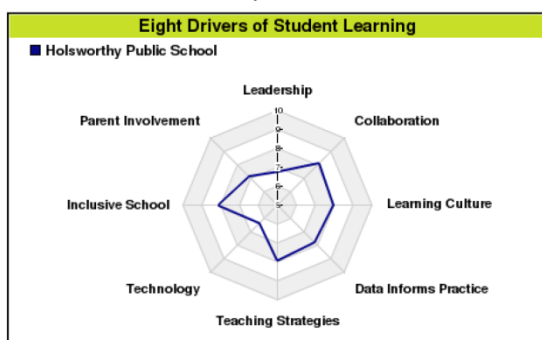 Eight Drivers of Student Learning
Holsworthy Public School
Leadership
Parent Involvement
Collaboration
Inclusive School
Learning Culture
Technology
Data Informs Practice
Teaching Strategies
10
9
8
7
6
5